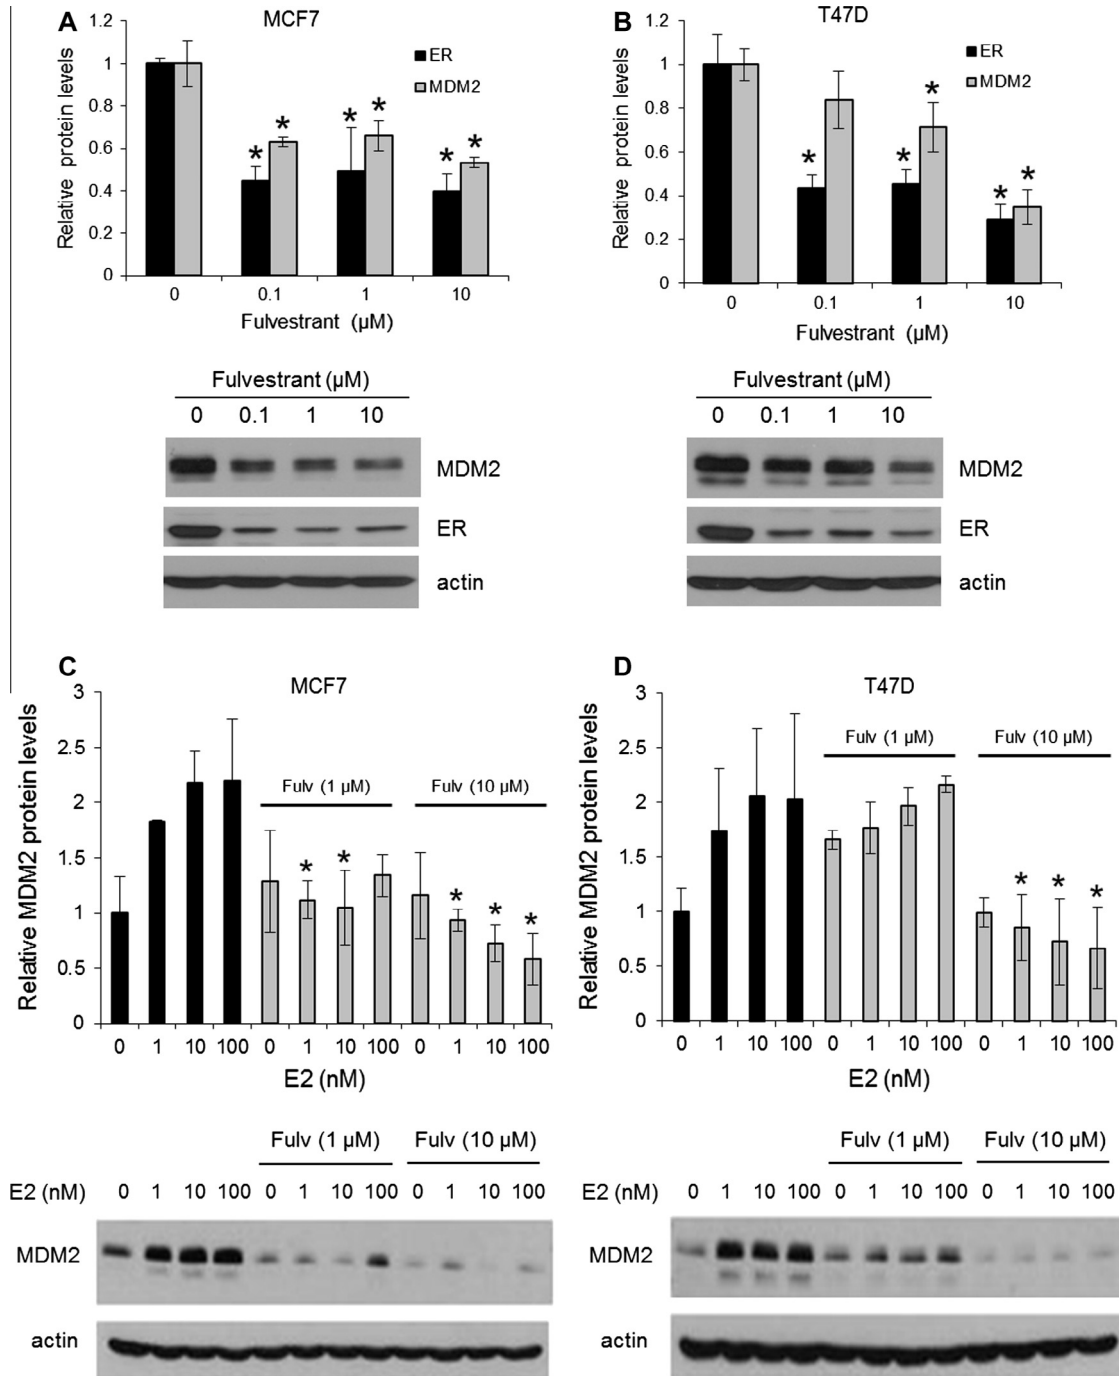 A
MCF7
ER
MDM2
Relative protein levels
1.2
1
0.8
0.6
0.4
0.2
0
* * * * * *
0 0.1 1 10
Fulvestrant (µM)
Fulvestrant (µM)
0 0.1 1 10
MDM2
ER
actin
B
T47D
ER
MDM2
Relative protein levels
1.2
1
0.8
0.6
0.4
0.2
0
* * * * *
0 0.1 1 10
Fulvestrant (µM)
Fulvestrant (µM)
0 0.1 1 10
MDM2
ER
actin
C
MCF7
Relative MDM2 protein levels
3
2.5
2
1.5
1
0.5
0
Fulv (1 µM) Fulv (10 µM)
* * * * *
0 1 10 100 0 1 10 100 0 1 10 100
E2 (nM)
Fulv (1 µM) Fulv (10 µM)
E2 (nM) 0 1 10 100 0 1 10 100 0 1 10 100
MDM2
actin
D
T47D
Relative MDM2 protein levels
3
2.5
2
1.5
1
0.5
0
Fulv (1 µM) Fulv (10 µM)
* * *
0 1 10 100 0 1 10 100 0 1 10 100
E2 (nM)
Fulv (1 µM) Fulv (10 µM)
E2 (nM) 0 1 10 100 0 1 10 100 0 1 10 100
MDM2
actin